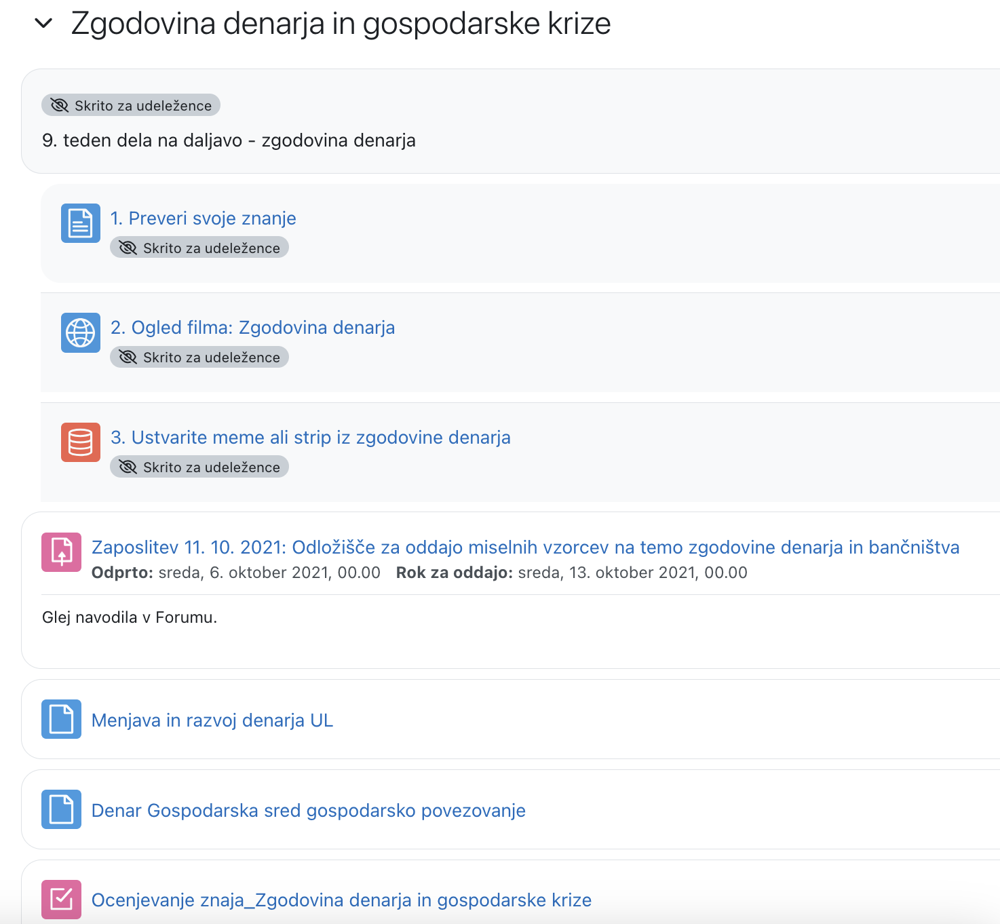 Zgodovina denarja in gospodarske krize
Skrito za udeležence
9. teden dela na daljavo - zgodovina denarja
1. Preveri svoje znanje
Skrito za udeležence
2. Ogled filma: Zgodovina denarja
Skrito za udeležence
3. Ustvarite meme ali strip iz zgodovine denarja
Skrito za udeležence
Zaposlitev 11. 10. 2021: Odložišče za oddajo miselnih vzorcev na temo zgodovine denarja in bančništva
Odprto: sreda, 6. oktober 2021, 00.00 Rok za oddajo: sreda, 13. oktober 2021, 00.00
Glej navodila v Forumu.
Menjava in razvoj denarja UL
Denar Gospodarska sred gospodarsko povezovanje
Ocenjevanje znaja_Zgodovina denarja in gospodarske krize